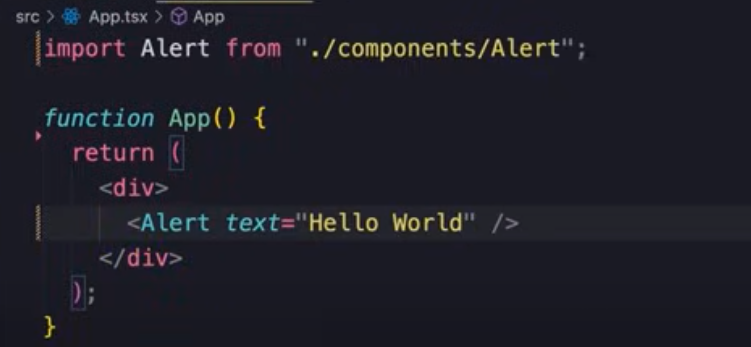 src > App.tsx > App
import Alert from "./components/Alert";
function App() {
return (
<div>
<Alert text="Hello World" />
</div>
);
}